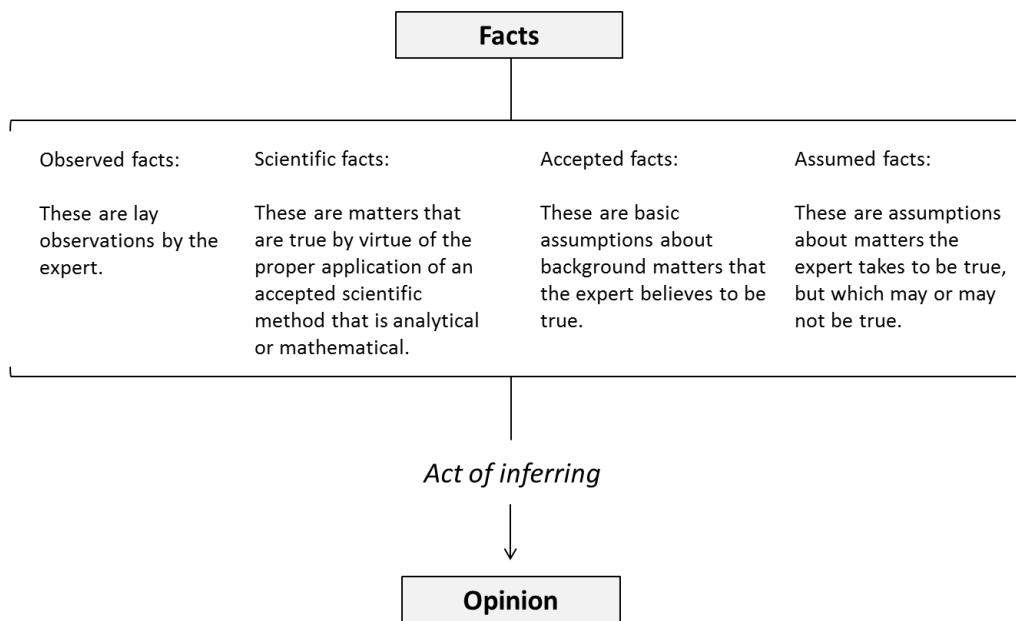 Facts
Observed facts:
These are lay
observations by the
expert.
Scientific facts:
These are matters that
are true by virtue of the
proper application of an
accepted scientific
method that is analytical
or mathematical.
Accepted facts:
These are basic
assumptions about
background matters that
the expert believes to be
true.
Assumed facts:
These are assumptions
about matters the
expert takes to be true,
but which may or may
not be true.
Act of inferring
Opinion